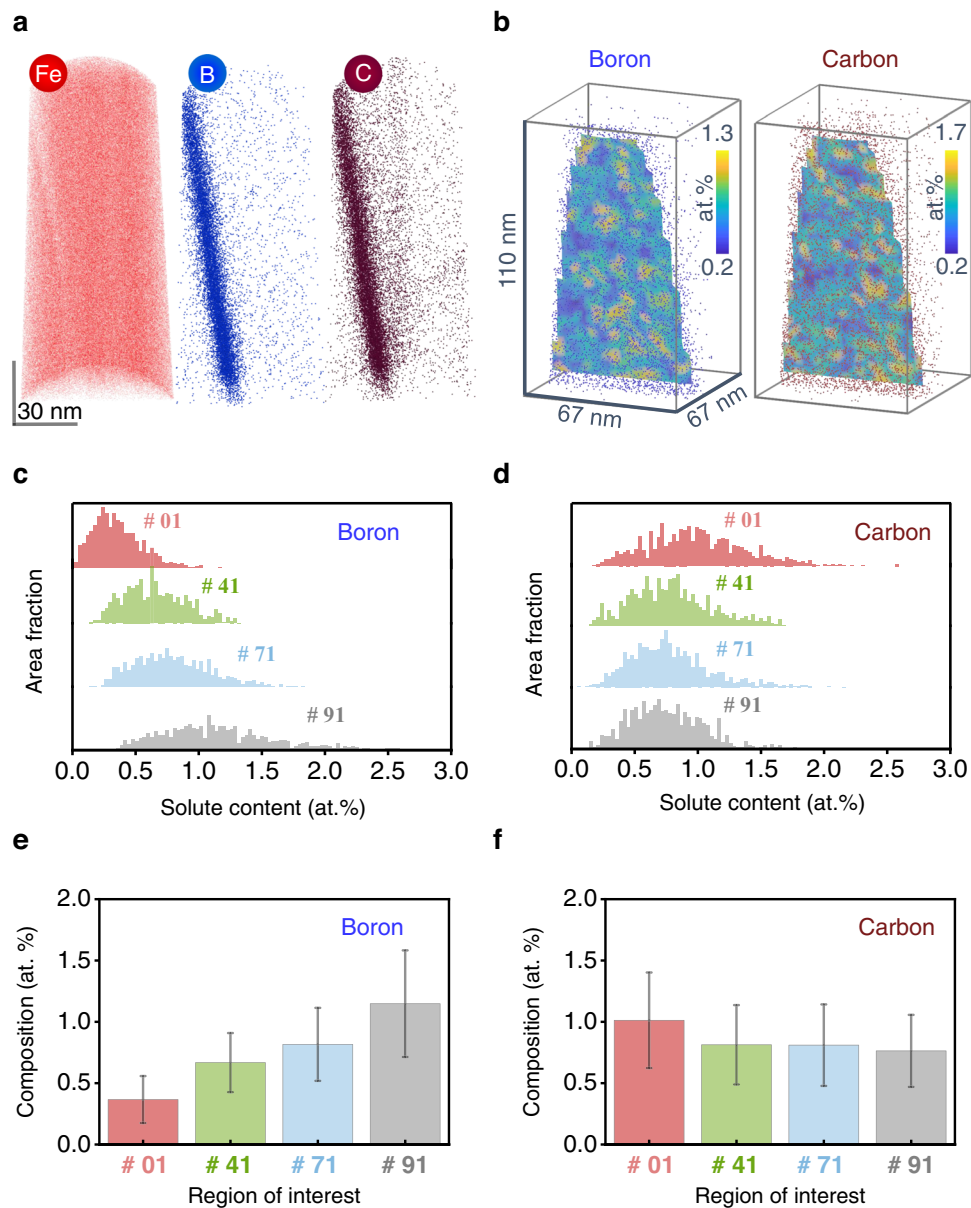 a
Fe
B
C
30 nm
b
Boron
Carbon
1.3
at.%
0.2
1.7
at.%
0.2
110 nm
67 nm
67 nm
c
# 01
Boron
# 41
# 71
# 91
Area fraction
0.0 0.5 1.0 1.5 2.0 2.5 3.0
Solute content (at.%)
d
# 01
Carbon
# 41
# 71
# 91
Area fraction
0.0 0.5 1.0 1.5 2.0 2.5 3.0
Solute content (at.%)
e
Boron
Composition (at. %)
2.0
1.5
1.0
0.5
0.0
# 01 # 41 # 71 # 91
Region of interest
f
Carbon
Composition (at. %)
2.0
1.5
1.0
0.5
0.0
# 01 # 41 # 71 # 91
Region of interest